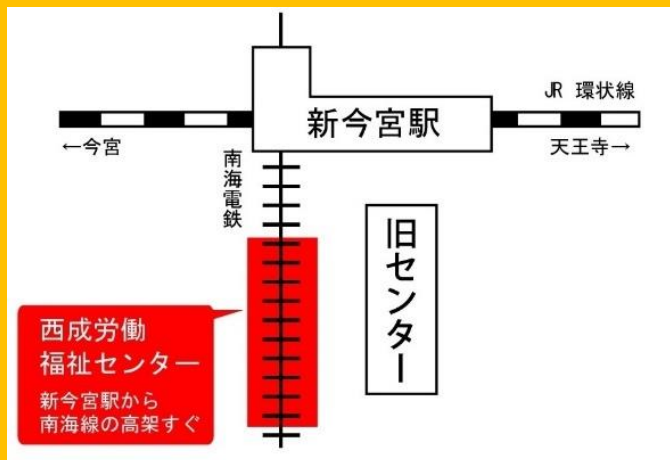 JR 環状線
新今宮駅
←今宮
天王寺→
南海電鉄
旧センター
西成労働
福祉センター
新今宮駅から
南海線の高架すぐ